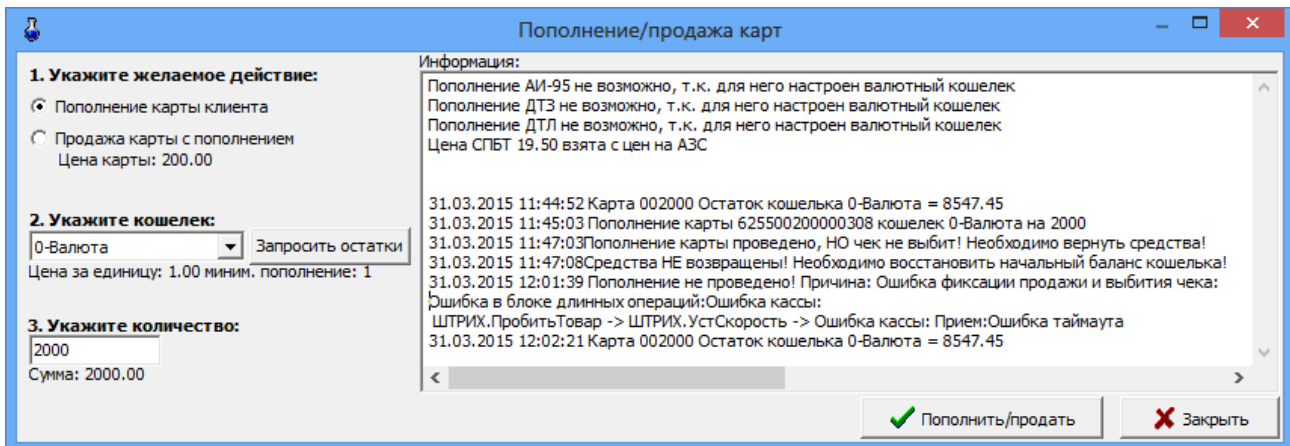 Пополнение/продажа карт
1. Укажите желаемое действие:
Пополнение карты клиента
Продажа карты с пополнением
Цена карты: 200.00
2. Укажите кошелек:
0-Валюта
Запросить остатки
Цена за единицу: 1.00 миним. пополнение: 1
3. Укажите количество:
2000
Сумма: 2000.00
Информация:
Пополнение АИ-95 не возможно, т.к. для него настроен валютный кошелек
Пополнение ДТЗ не возможно, т.к. для него настроен валютный кошелек
Пополнение ДТЛ не возможно, т.к. для него настроен валютный кошелек
Цена СПБТ 19.50 взята с цен на АЗС
31.03.2015 11:44:52 Карта 002000 Остаток кошелька 0-Валюта = 8547.45
31.03.2015 11:45:03 Пополнение карты 6255002000000308 кошелек 0-Валюта на 2000
31.03.2015 11:47:03Пополнение карты проведено, НО чек не выбит! Необходимо вернуть средства!
31.03.2015 11:47:08Средства НЕ возвращены! Необходимо восстановить начальный баланс кошелька!
31.03.2015 12:01:39 Пополнение не проведено! Причина: Ошибка фиксации продажи и выбития чека:
Ошибка в блоке длинных операций:Ошибка кассы:
ШТРИХ.ПробитьТовар -> ШТРИХ.УстСкорость -> Ошибка кассы: Прием:Ошибка таймаута
31.03.2015 12:02:21 Карта 002000 Остаток кошелька 0-Валюта = 8547.45
Пополнить/продать
Закрыть